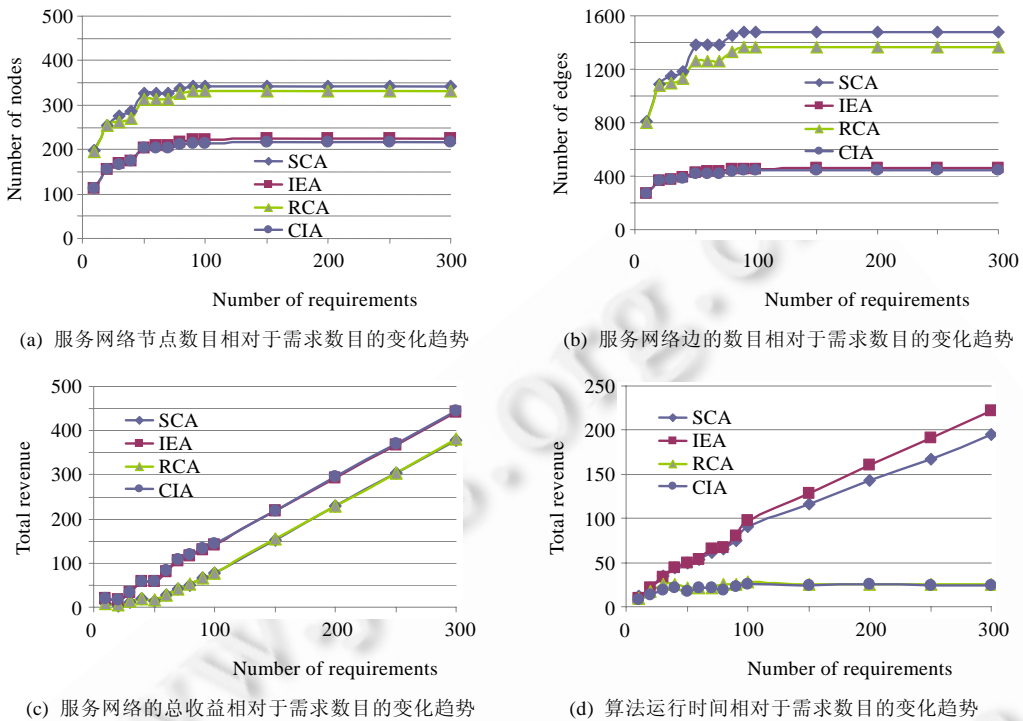 500
400
300
200
100
0
Number of nodes
SCA
IEA
RCA
CIA
0
100
200
300
Number of requirements
(a) 服务网络节点数目相对于需求数目的变化趋势
1600
1200
800
400
0
Number of edges
SCA
IEA
RCA
CIA
0
100
200
300
Number of requirements
(b) 服务网络边的数目相对于需求数目的变化趋势
500
400
300
200
100
0
Total revenue
SCA
IEA
RCA
CIA
0
100
200
300
Number of requirements
(c) 服务网络的总收益相对于需求数目的变化趋势
250
200
150
100
50
0
Total revenue
SCA
IEA
RCA
CIA
0
100
200
300
Number of requirements
(d) 算法运行时间相对于需求数目的变化趋势